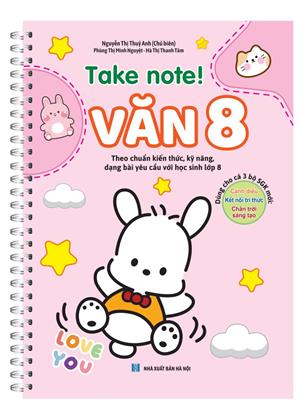 Nguyễn Thị Thuý Anh (Chủ biên)
Phùng Thị Minh Nguyệt - Hà Thị Thanh Tâm
Take note!
VĂN 8
Theo chuẩn kiến thức, kỹ năng,
dạng bài yêu cầu với học sinh lớp 8
Dùng cho cả 3 bộ SGK mới:
Cánh diều
Kết nối tri thức
Chân trời
sáng tạo
LOVE
YOU
NHÀ XUẤT BẢN HÀ NỘI